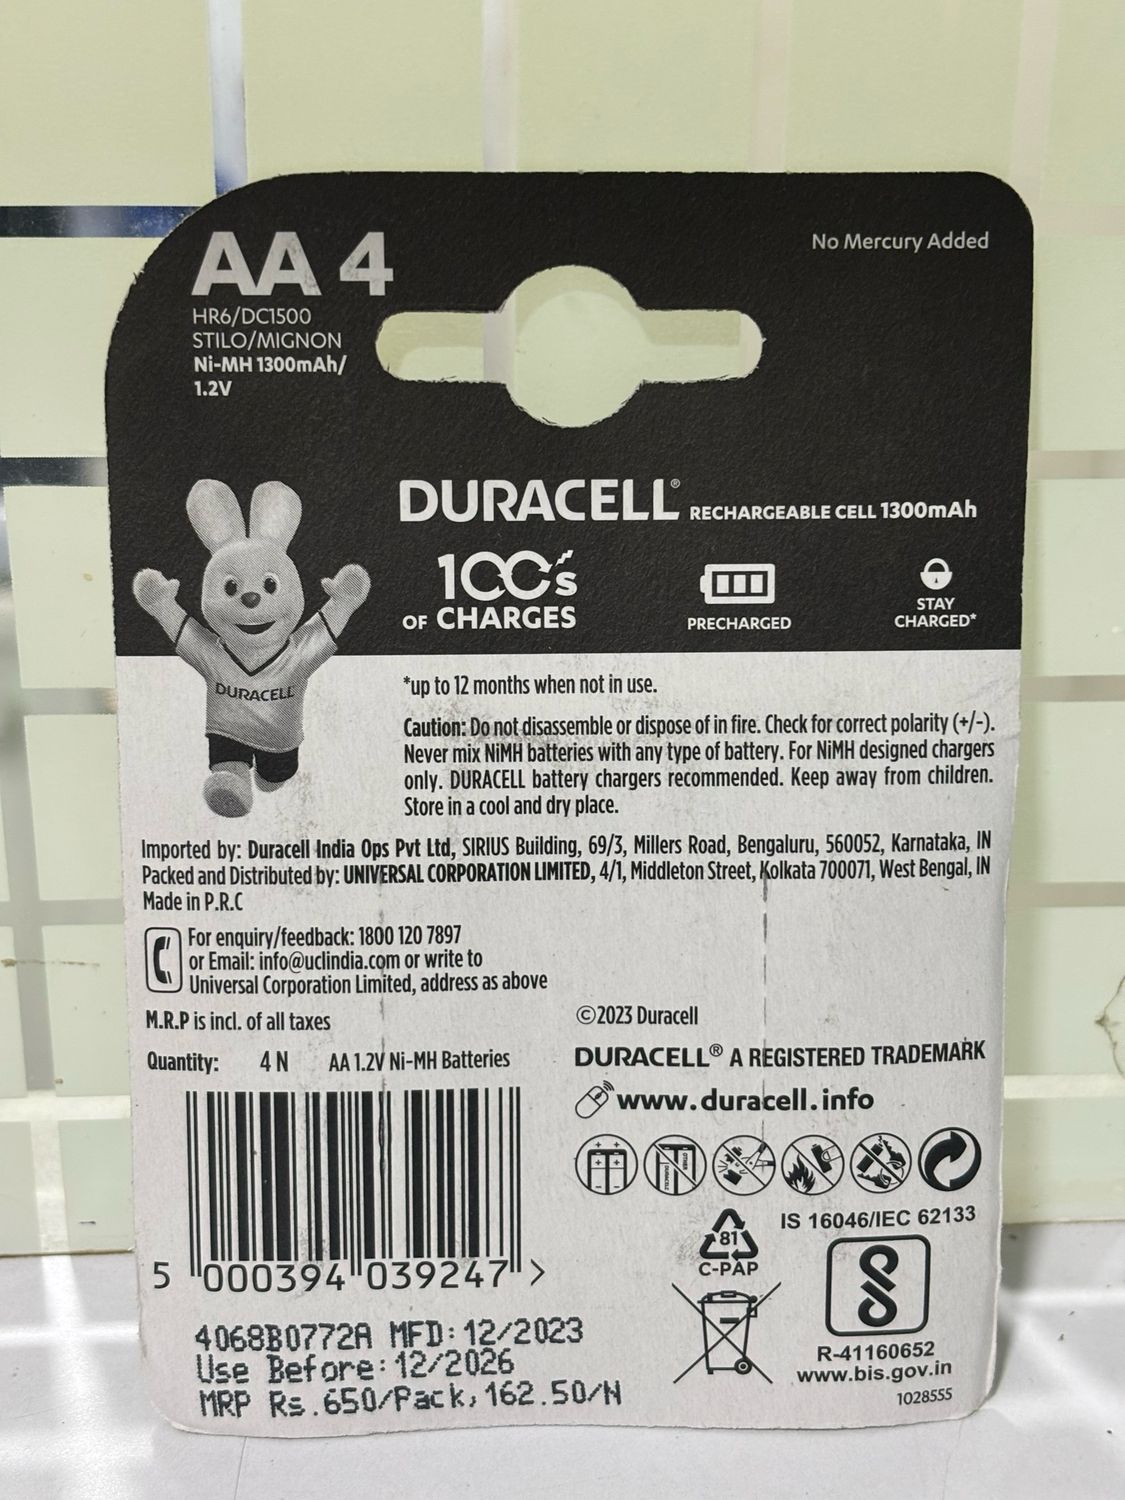 AA 4
HR6/DC1500
STILO/MIGNON
Ni-MH 1300mAh/
1.2V
No Mercury Added
DURACELL® RECHARGEABLE CELL 1300mAh
100's
OF CHARGES
PRECHARGED
STAY
CHARGED*
DURACELL
*up to 12 months when not in use.
Caution: Do not disassemble or dispose of in fire. Check for correct polarity (+/-).
Never mix NiMH batteries with any type of battery. For NiMH designed chargers
only. DURACELL battery chargers recommended. Keep away from children.
Store in a cool and dry place.
Imported by: Duracell India Ops Pvt Ltd, SIRIUS Building, 69/3, Millers Road, Bengaluru, 560052, Karnataka, IN
Packed and Distributed by: UNIVERSAL CORPORATION LIMITED, 4/1, Middleton Street, Kolkata 700071, West Bengal, IN
Made in P.R.C
For enquiry/feedback: 1800 120 7897
or Email: info@uclindia.com or write to
Universal Corporation Limited, address as above
M.R.P is incl. of all taxes
Quantity: 4 N AA 1.2V Ni-MH Batteries
5 000394 039247 >
4068B0772A MFD:12/2023
Use Before:12/2026
MRP Rs.650/Pack,162.50/N
©2023 Duracell
DURACELL® A REGISTERED TRADEMARK
www.duracell.info
IS 16046/IEC 62133
81
C-PAP
R-41160652
www.bis.gov.in
1028555